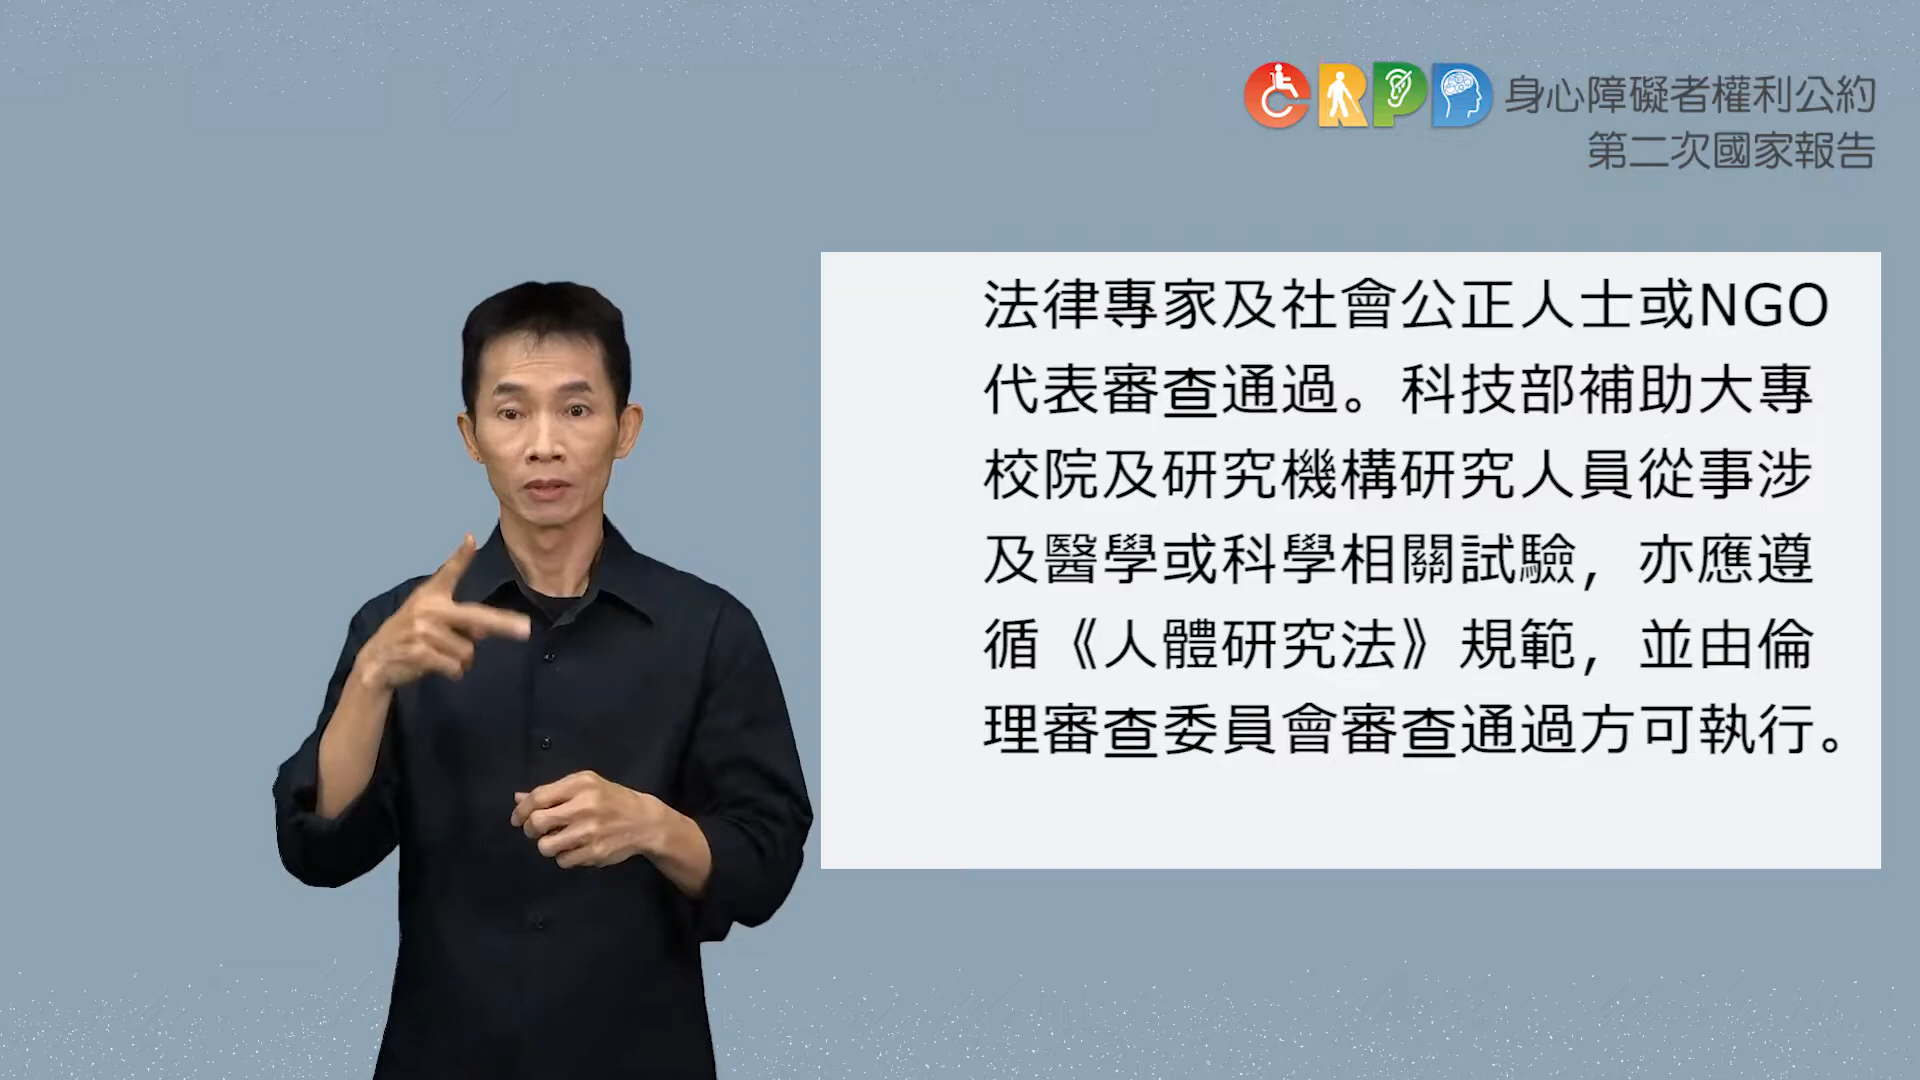 CRPD 身心障礙者權利公約
第二次國家報告
法律專家及社會公正人士或NGO
代表審查通過。科技部補助大專
校院及研究機構研究人員從事涉
及醫學或科學相關試驗，亦應遵
循《人體研究法》規範，並由倫
理審查委員會審查通過方可執行。